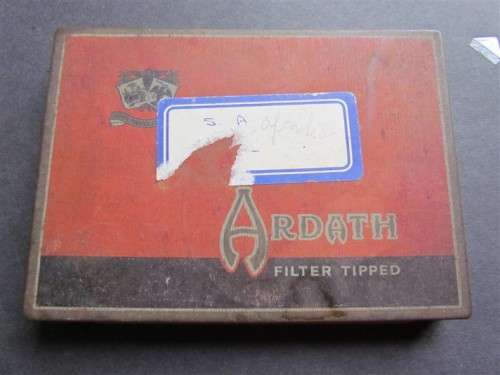 S. A
ARDATH
FILTER TIPPED